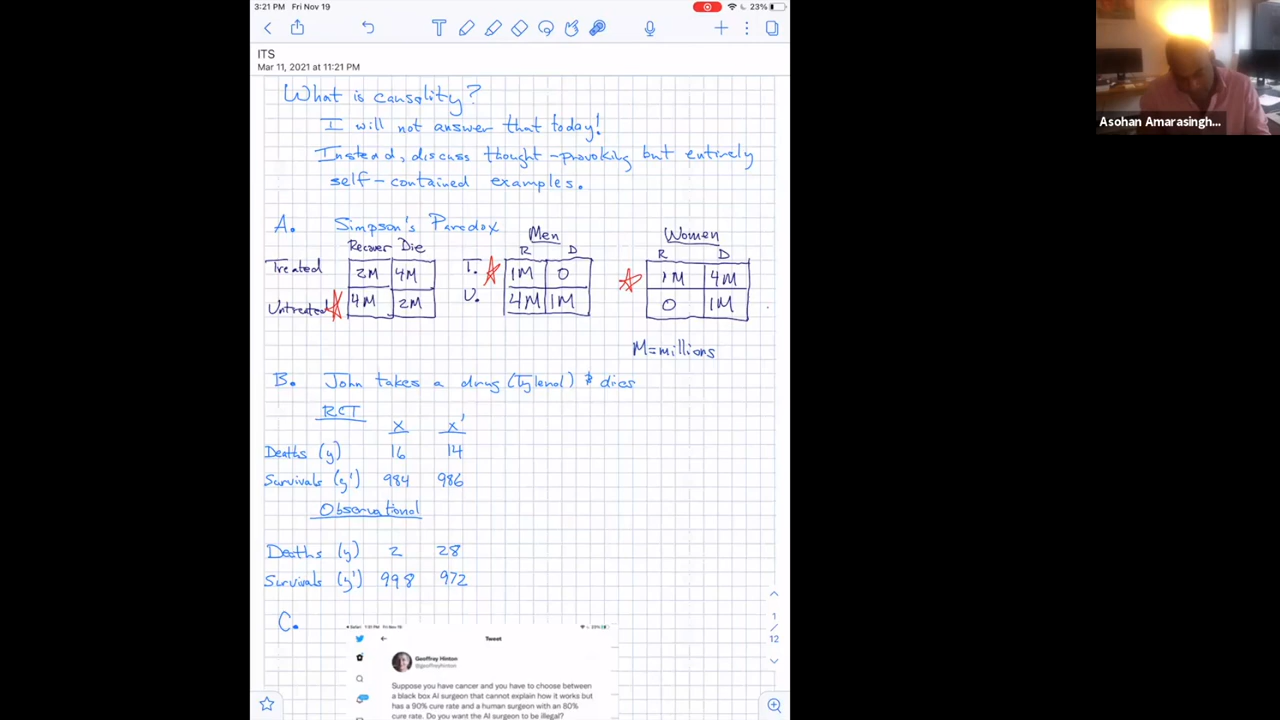 3:21 PM Fri Nov 19
23%
ITS
Mar 11, 2021 at 11:21 PM
What is causality?
I will not answer that today!
Instead, discuss thought-provoking but entirely
self-contained examples.
A. Simpson's Paradox
Men
Women
Recover Die
R D
R D
Treated 2M 4M
T. 1M 0
1M 4M
Untreated 4M 2M
U. 4M 1M
0 1M
M=millions
B. John takes a drug (Tylenol) & dies
RCT
X X'
Deaths (y) 16 14
Survivals (y') 984 986
Observational
Deaths (y) 2 28
Survivals (y') 998 972
C.
Tweet
Geoffrey Hinton
@geoffreyhinton
Suppose you have cancer and you have to choose between
a black box AI surgeon that cannot explain how it works but
has a 90% cure rate and a human surgeon with an 80%
cure rate. Do you want the AI surgeon to be illegal?
1
/
12
Asohan Amarasingh...